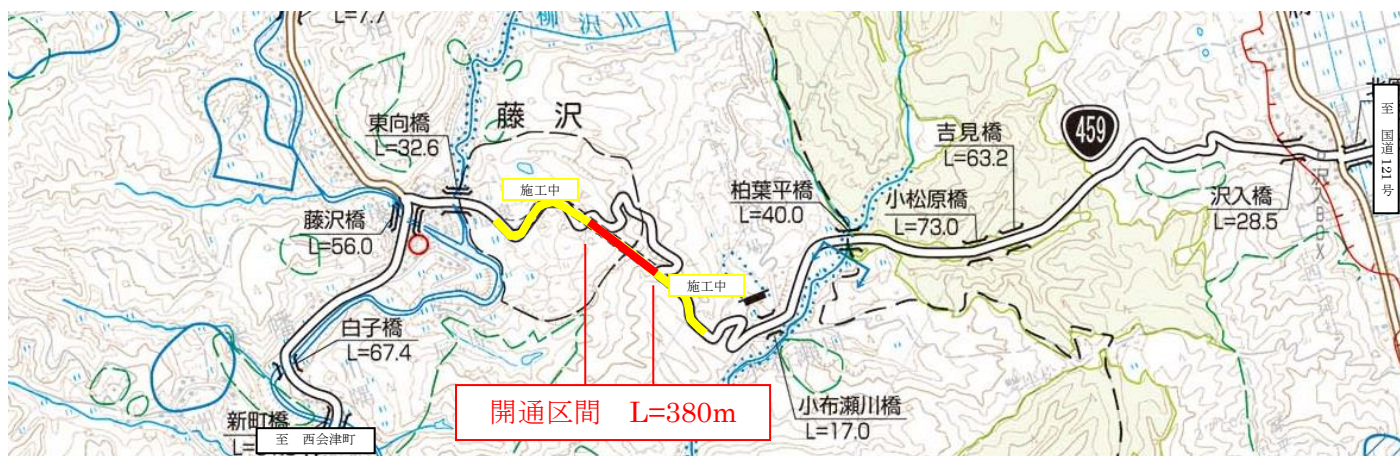 L=7.7
柳沢川
東向橋
L=32.6
藤沢
施工中
藤沢橋
L=56.0
柏葉平橋
L=40.0
吉見橋
L=63.2
459
小松原橋
L=73.0
沢入橋
L=28.5
至 国道121号
施工中
白子橋
L=67.4
開通区間 L=380m
小布瀬川橋
L=17.0
新町橋
至 西会津町